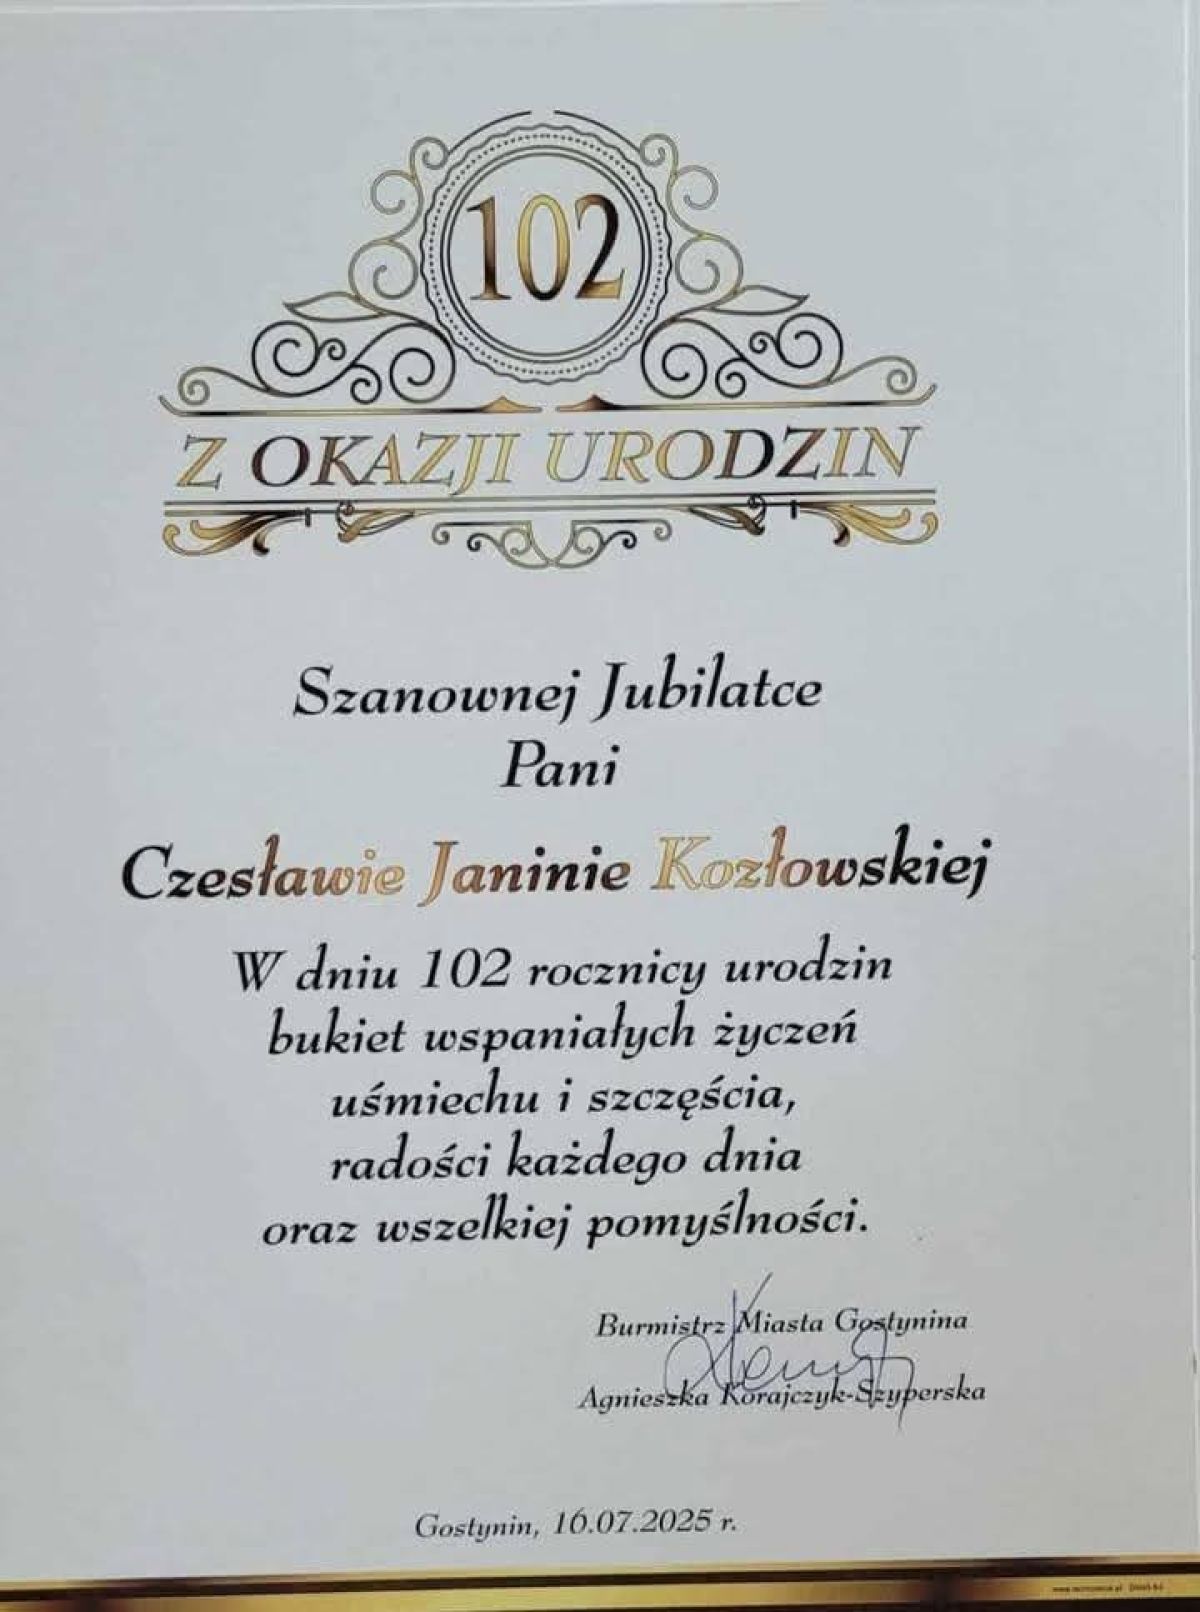 102
Z OKAZJI URODZIN
Szanownej Jubilatce
Pani
Czesławie Janinie Kozłowskiej
W dniu 102 rocznicy urodzin
bukiet wspaniałych życzeń
uśmiechu i szczęścia,
radości każdego dnia
oraz wszelkiej pomyślności.
Burmistrz Miasta Gostynina
Agnieszka Korajczyk-Szyperska
Gostynin, 16.07.2025 r.